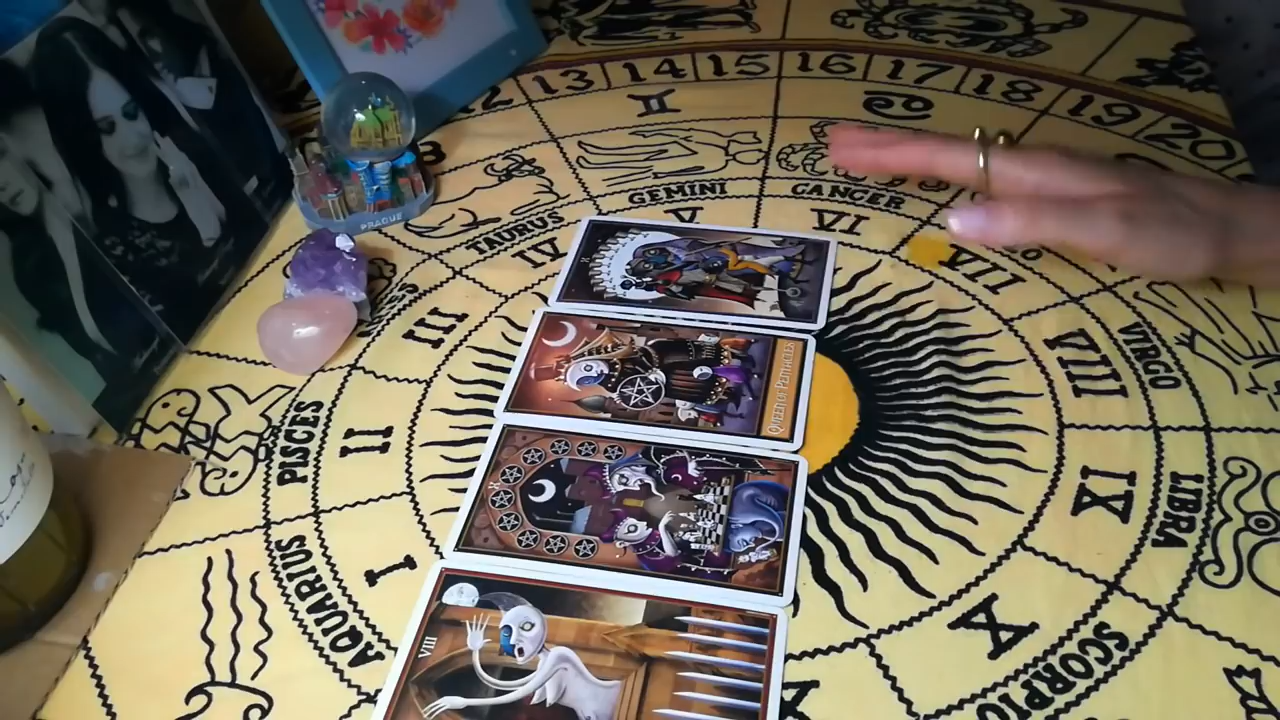 12 13 14 15 16 17 18 19 20
GEMINI
CANCER
TAURUS
IV
V
VI
VII
PRAGUE
III
VIRGO
VIII
QUEEN OF PENTACLES
PISCES
II
IX
LIBRA
X
AQUARIUS
I
X
SCORPIO
VIII